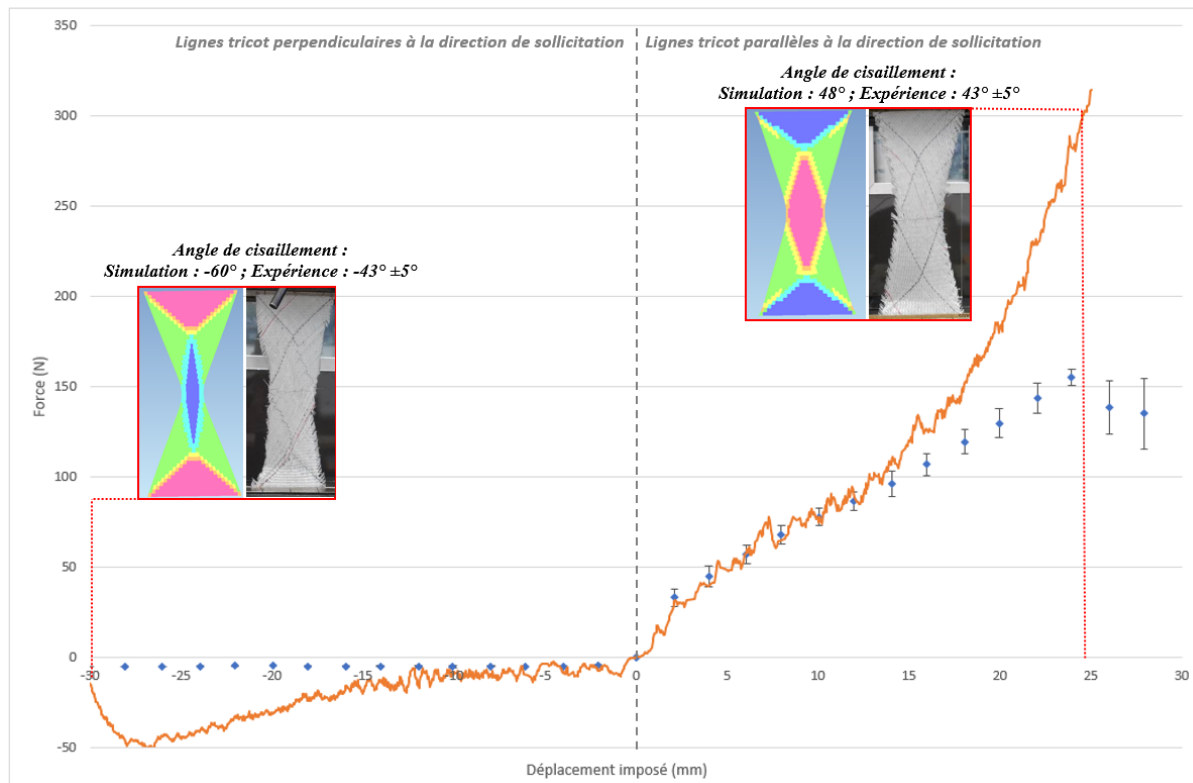 350
Lignes tricot perpendiculaires à la direction de sollicitation
Lignes tricot parallèles à la direction de sollicitation
Angle de cisaillement :
Simulation : 48° ; Expérience : 43° ±5°
300
250
Angle de cisaillement :
Simulation : -60° ; Expérience : -43° ±5°
200
150
100
50
0
-50
Force (N)
-30
-25
-20
-15
-10
-5
0
5
10
15
20
25
30
Déplacement imposé (mm)